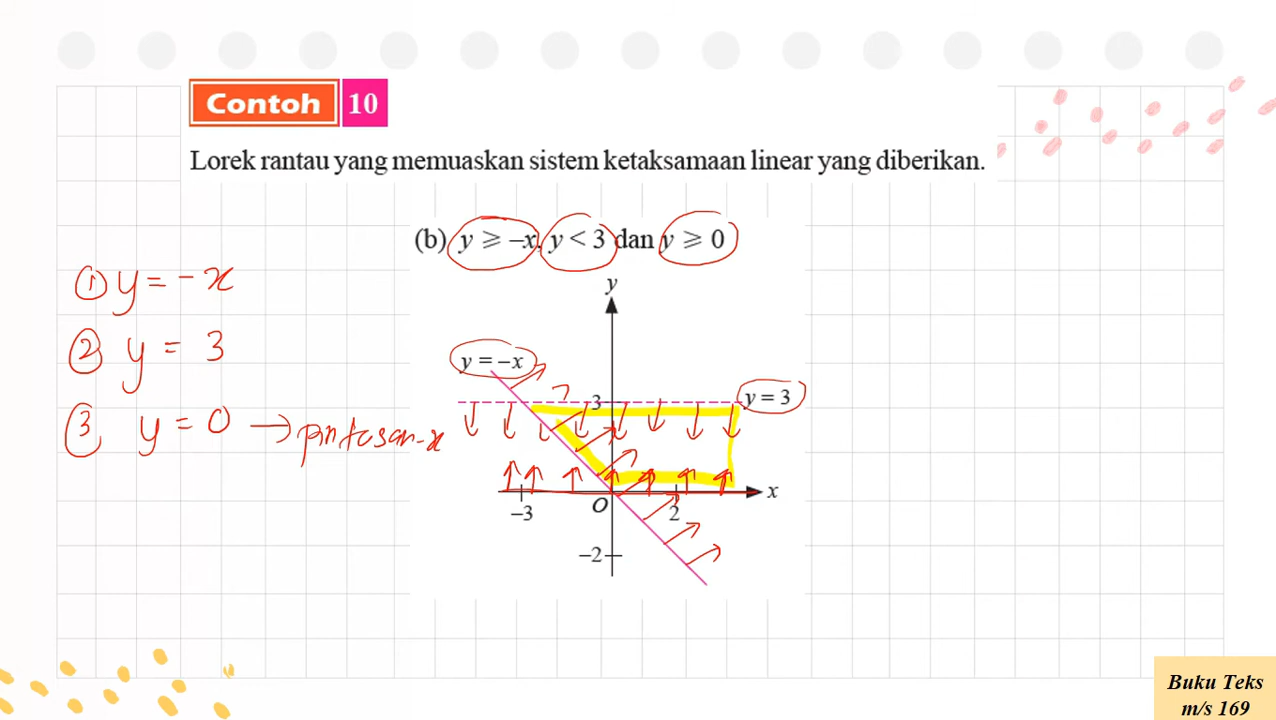 Contoh 10
Lorek rantau yang memuaskan sistem ketaksamaan linear yang diberikan.
(b) y ⩾ –x, y < 3 dan y ⩾ 0
① y = - x
② y = 3
③ y = 0 → pintasan-x
y
y = –x
3
y = 3
–3
O
2
x
–2
Buku Teks
m/s 169